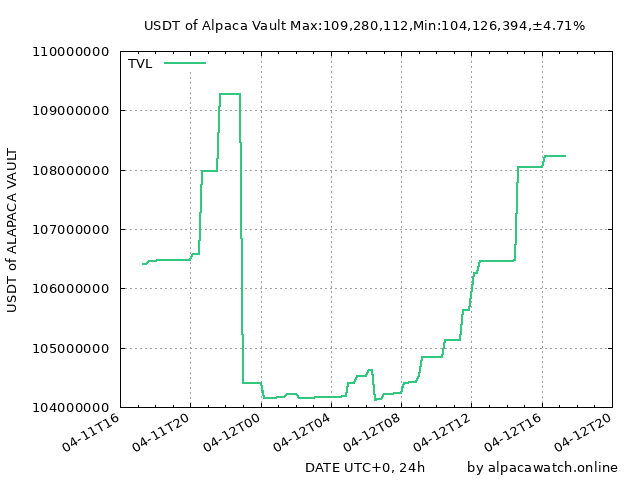 USDT of Alpaca Vault Max:109,280,112,Min:104,126,394,±4.71%
110000000
TVL
109000000
108000000
107000000
106000000
105000000
104000000
USDT of ALAPACA VAULT
04-11T16
04-11T20
04-12T00
04-12T04
04-12T08
04-12T12
04-12T16
04-12T20
DATE UTC+0, 24h
by alpacawatch.online